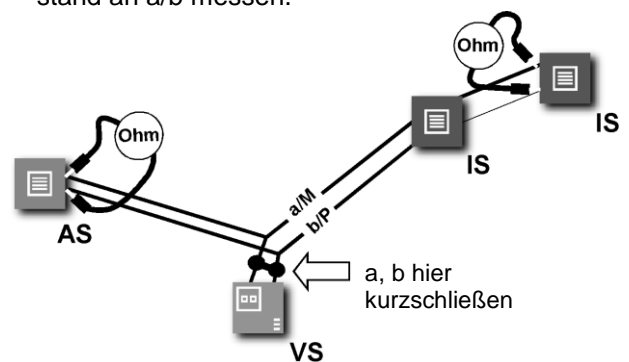 stand an a/b messen.
Ohm
IS
Ohm
IS
a/M
b/P
AS
a, b hier
kurzschließen
VS